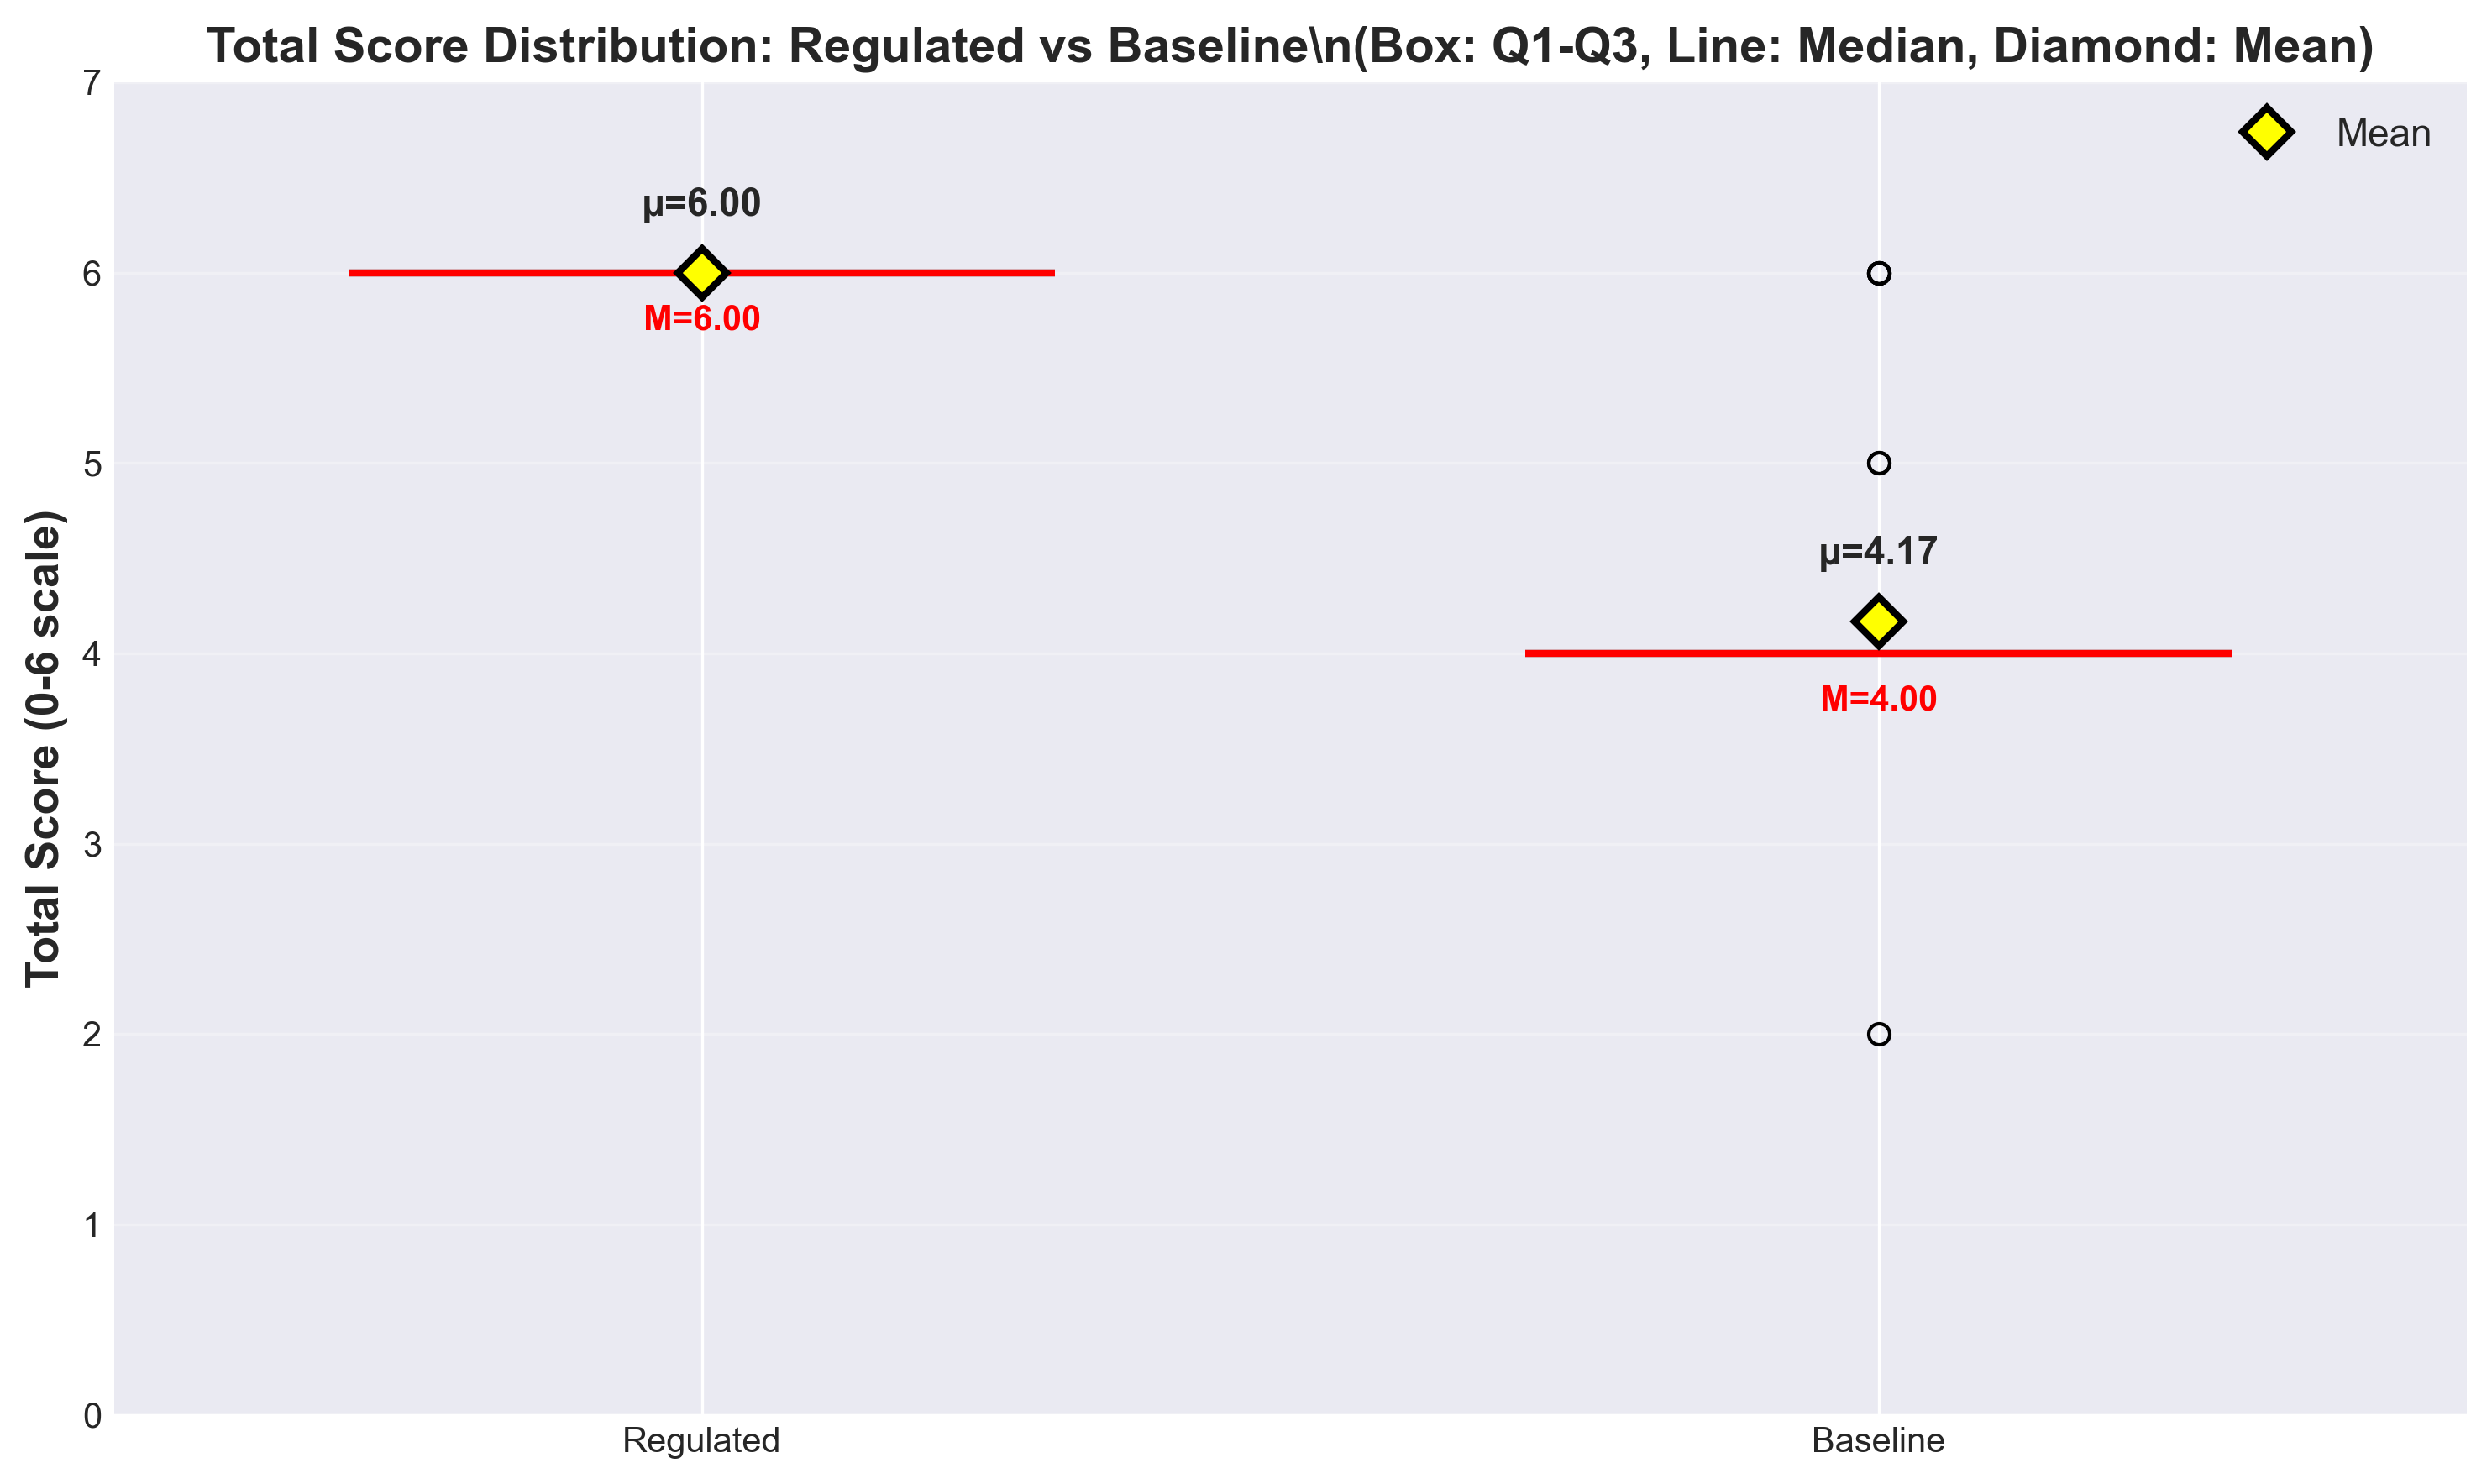 Total Score Distribution: Regulated vs Baseline\n(Box: Q1-Q3, Line: Median, Diamond: Mean)
Total Score (0-6 scale)
7
6
5
4
3
2
1
0
Mean
µ=6.00
M=6.00
µ=4.17
M=4.00
Regulated
Baseline